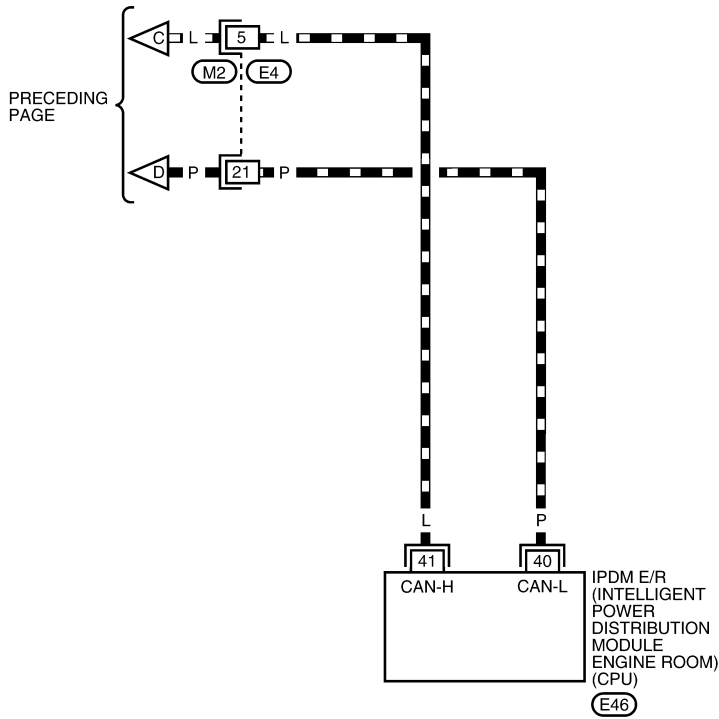 C L 5 L
M2 E4
PRECEDING
PAGE
D P 21 P
L P
41 40
CAN-H CAN-L
IPDM E/R
(INTELLIGENT
POWER
DISTRIBUTION
MODULE
ENGINE ROOM)
(CPU)
E46